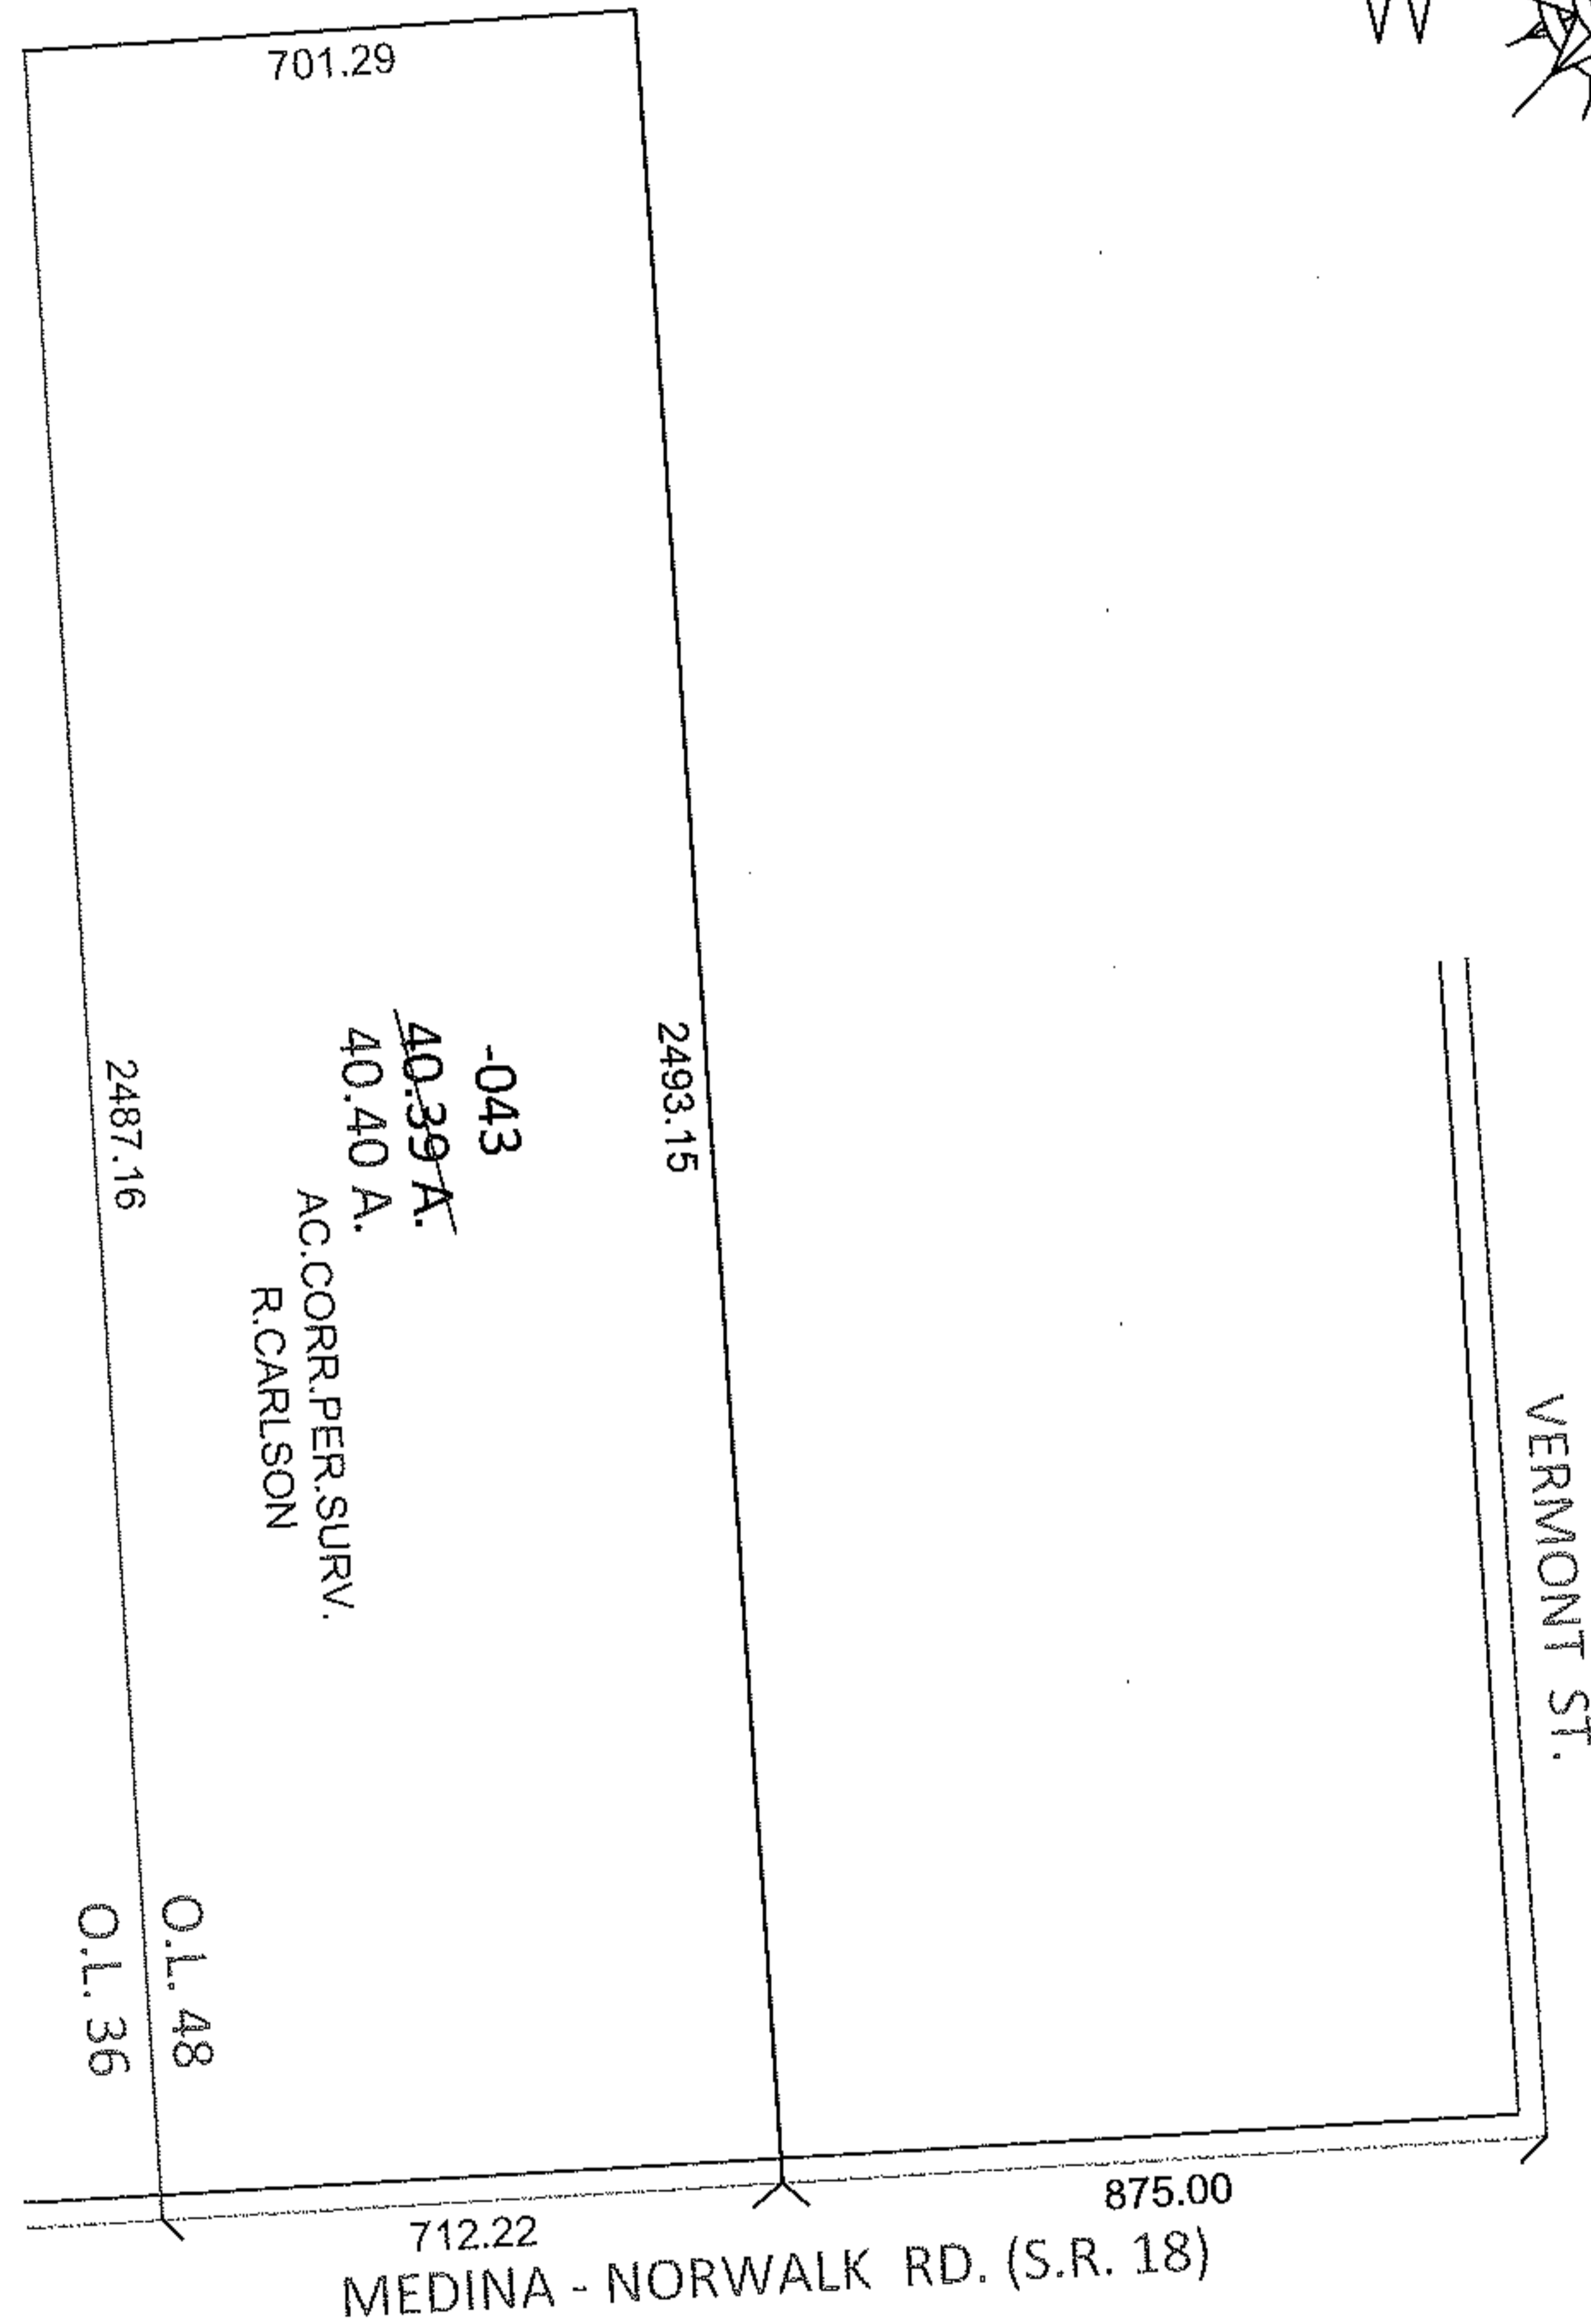 W
701.29
2493.15
-043
40.39 A.
40.40 A.
AC.CORR.PER.SURV.
R.CARLSON
2487.16
VERMONT ST.
O.L. 48
O.L. 36
875.00
712.22
MEDINA - NORWALK RD. (S.R. 18)